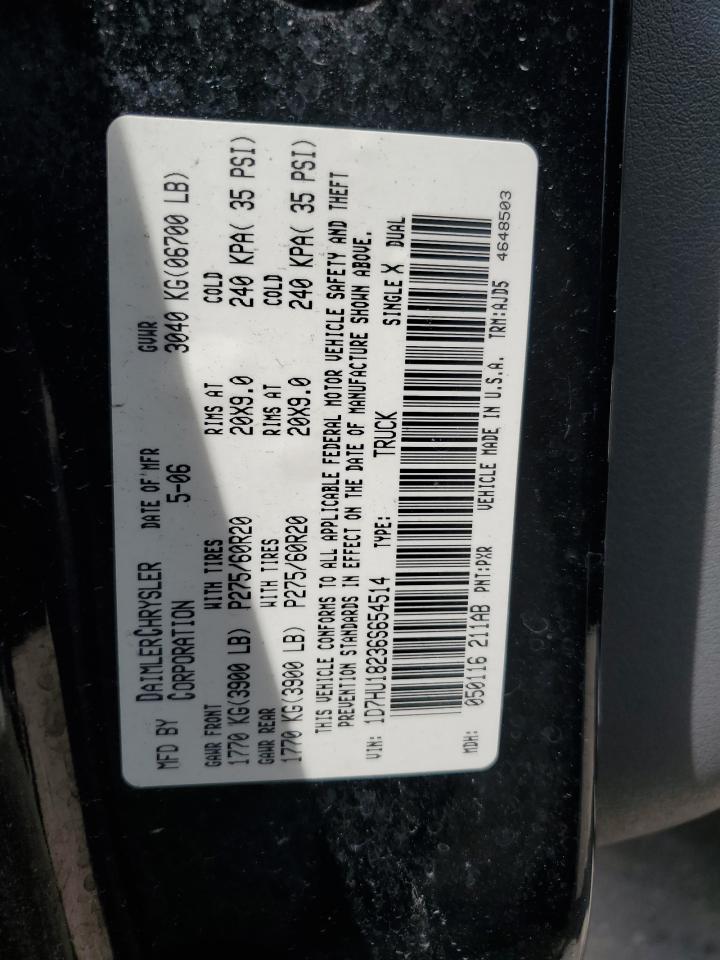 MFD BY DAIMLERCHRYSLER CORPORATION DATE OF MFR 5-06 GVWR 3040 KG(06700 LB)
GAWR FRONT WITH TIRES RIMS AT COLD
1770 KG(3900 LB) P275/60R20 20X9.0 240 KPA( 35 PSI)
GAWR REAR WITH TIRES RIMS AT COLD
1770 KG(3900 LB) P275/60R20 20X9.0 240 KPA( 35 PSI)
THIS VEHICLE CONFORMS TO ALL APPLICABLE FEDERAL MOTOR VEHICLE SAFETY AND THEFT
PREVENTION STANDARDS IN EFFECT ON THE DATE OF MANUFACTURE SHOWN ABOVE.
VIN: 1D7HU18236S654514 TYPE: TRUCK SINGLE X DUAL
MDH: 050116 211AB PNT:PXR VEHICLE MADE IN U.S.A. TRM:AJD5 4648503